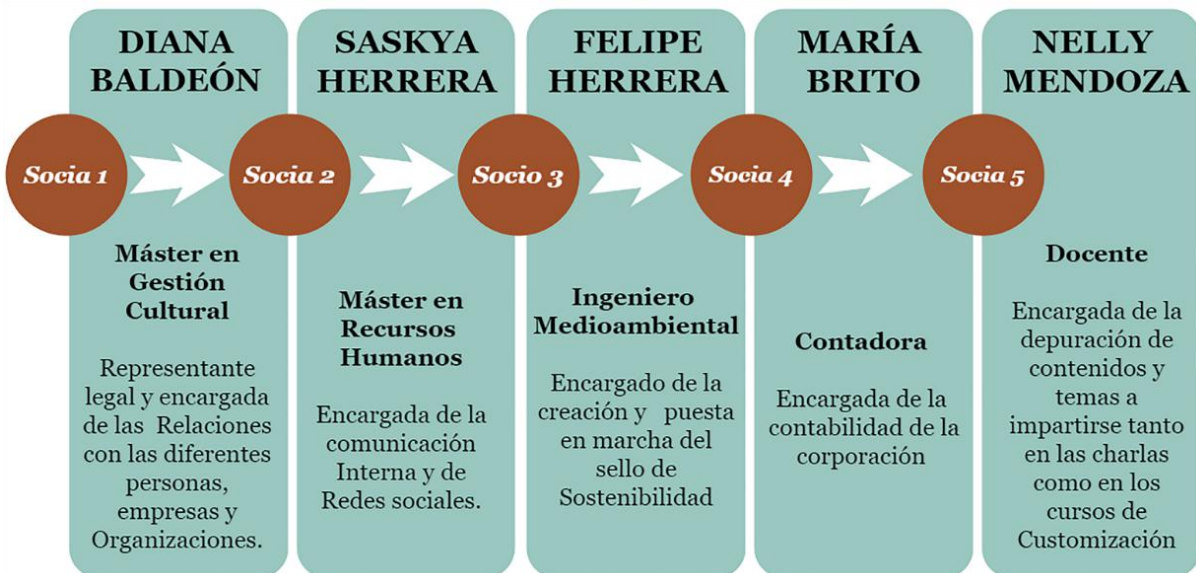 DIANA
BALDEÓN
Socia 1
Máster en
Gestión
Cultural
Representante
legal y encargada
de las Relaciones
con las diferentes
personas,
empresas y
Organizaciones.
SASKYA
HERRERA
Socia 2
Máster en
Recursos
Humanos
Encargada de la
comunicación
Interna y de
Redes sociales.
FELIPE
HERRERA
Socio 3
Ingeniero
Medioambiental
Encargado de la
creación y puesta
en marcha del
sello de
Sostenibilidad
MARÍA
BRITO
Socia 4
Contadora
Encargada de la
contabilidad de la
corporación
NELLY
MENDOZA
Socia 5
Docente
Encargada de la
depuración de
contenidos y
temas a
impartirse tanto
en las charlas
como en los
cursos de
Customización